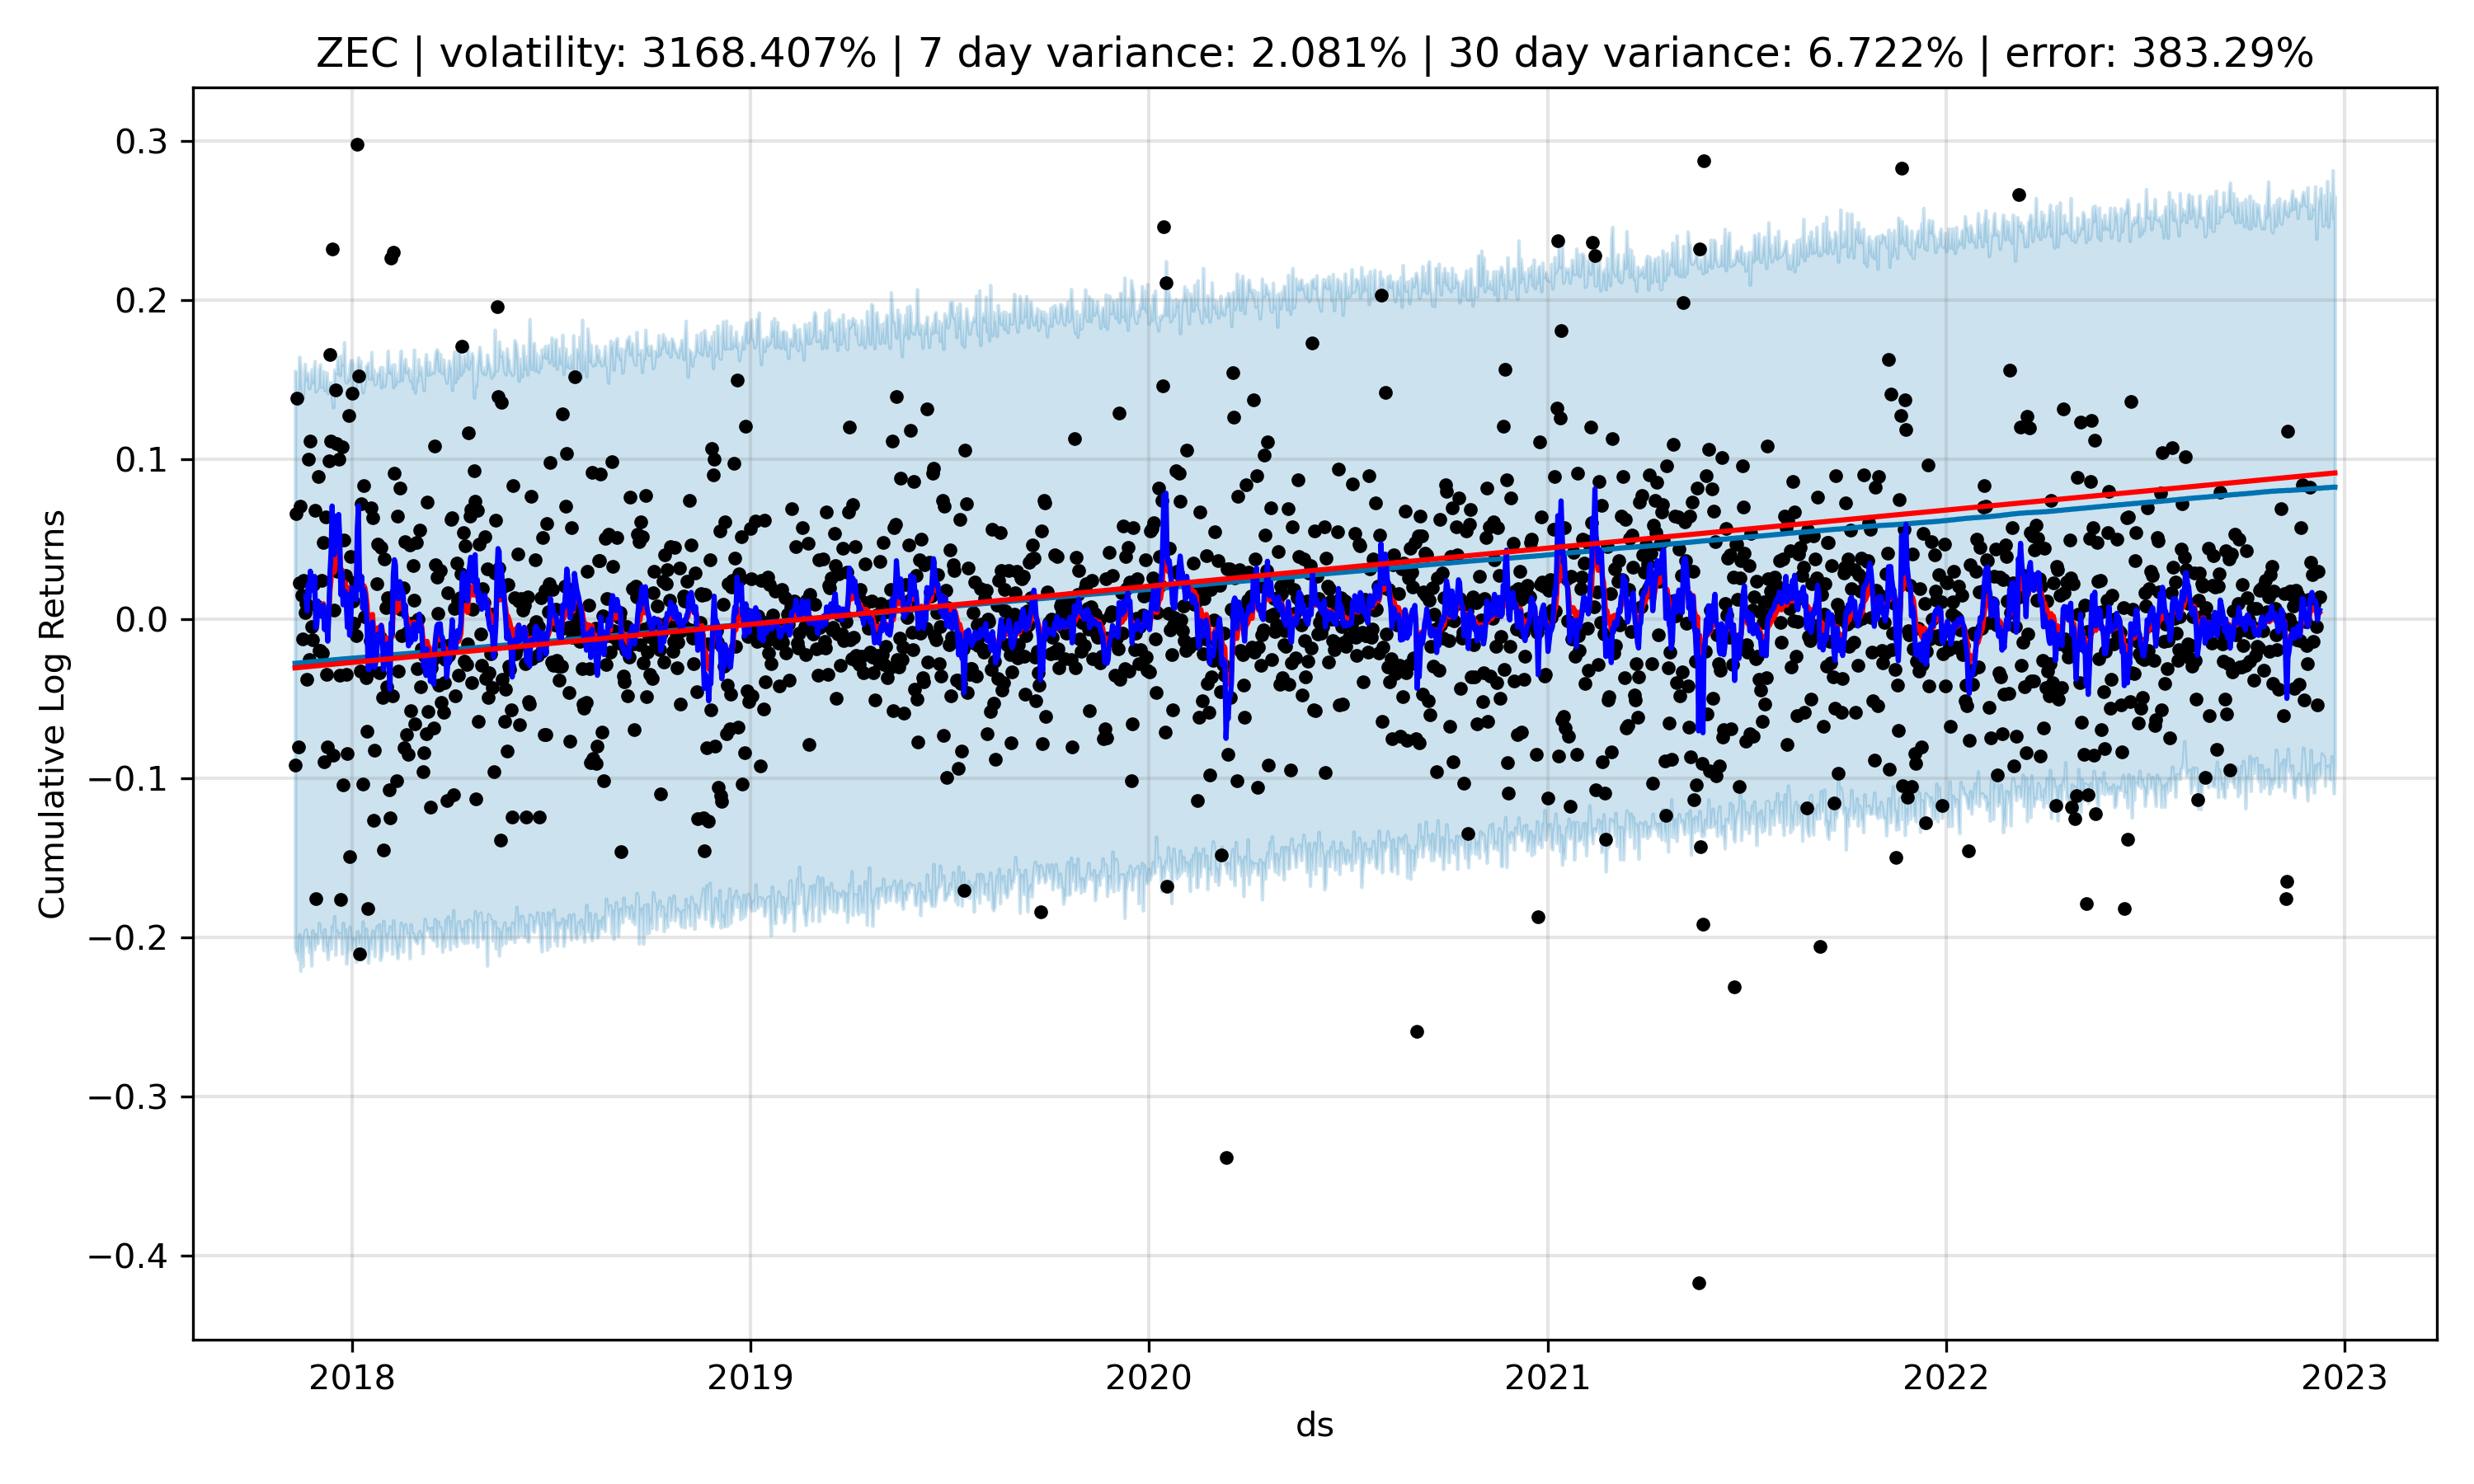 ZEC | volatility: 3168.407% | 7 day variance: 2.081% | 30 day variance: 6.722% | error: 383.29%
0.3
0.2
0.1
0.0
−0.1
−0.2
−0.3
−0.4
Cumulative Log Returns
2018 2019 2020 2021 2022 2023
ds